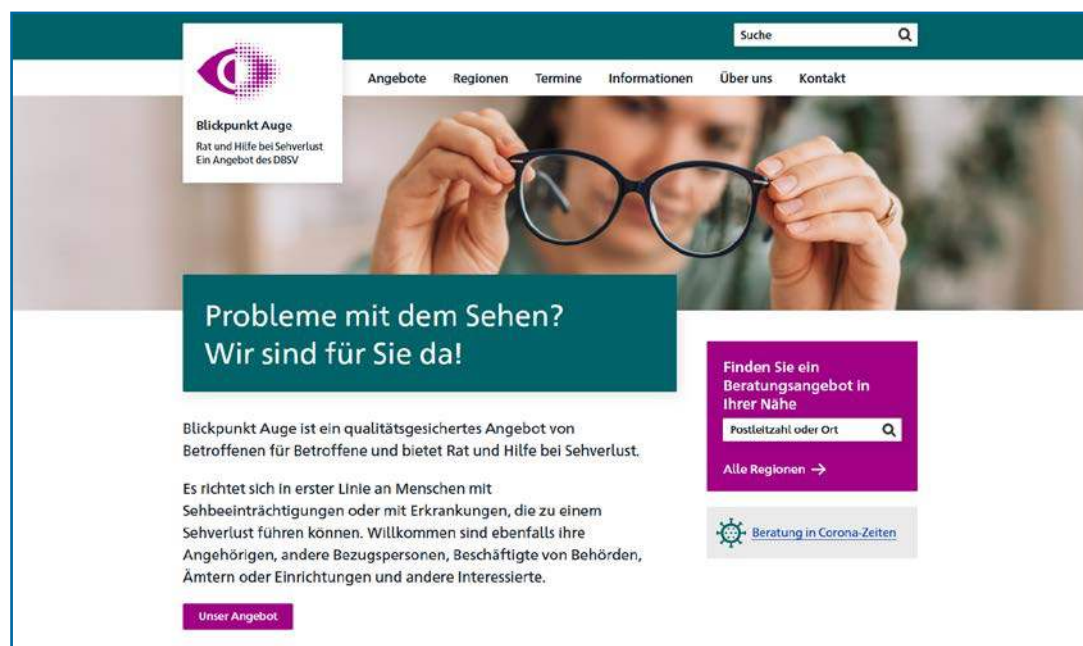 Suche
Angebote Regionen Termine Informationen Über uns Kontakt
Blickpunkt Auge
Rat und Hilfe bei Sehverlust
Ein Angebot des DBSV
Probleme mit dem Sehen?
Wir sind für Sie da!
Blickpunkt Auge ist ein qualitätsgesichertes Angebot von
Betroffenen für Betroffene und bietet Rat und Hilfe bei Sehverlust.
Es richtet sich in erster Linie an Menschen mit
Sehbeeinträchtigungen oder mit Erkrankungen, die zu einem
Sehverlust führen können. Willkommen sind ebenfalls ihre
Angehörigen, andere Bezugspersonen, Beschäftigte von Behörden,
Ämtern oder Einrichtungen und andere Interessierte.
Unser Angebot
Finden Sie ein
Beratungsangebot in
Ihrer Nähe
Postleitzahl oder Ort
Alle Regionen →
Beratung in Corona-Zeiten